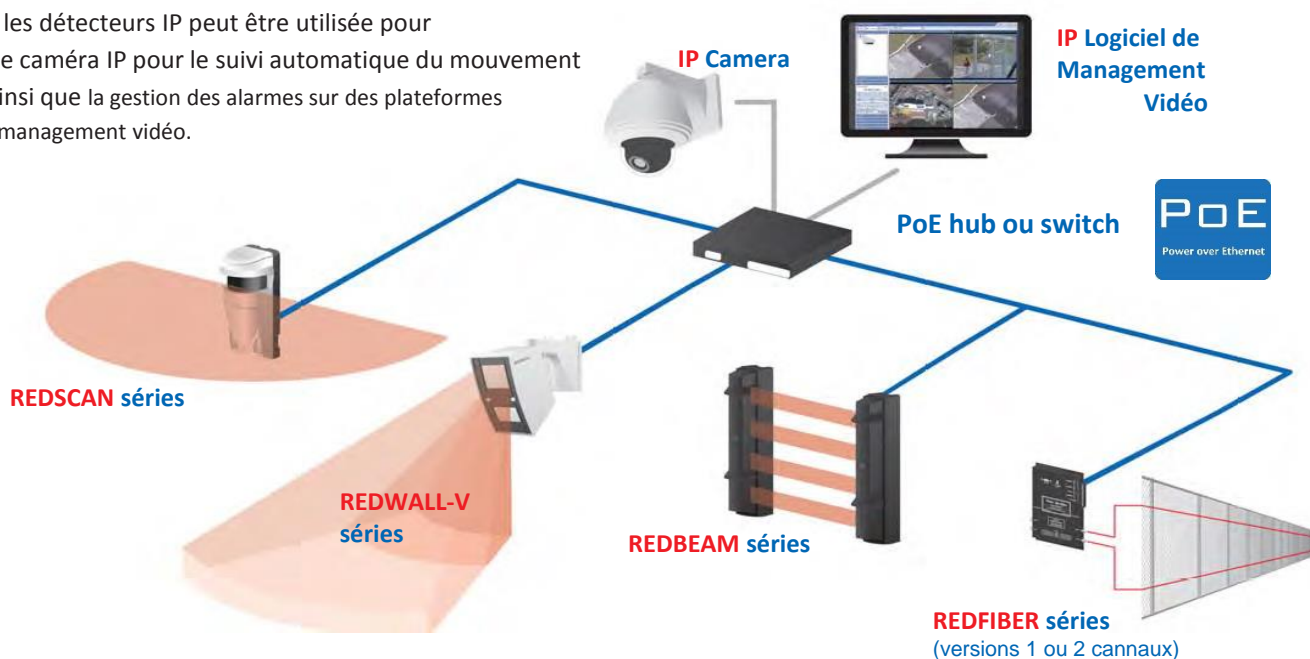 les détecteurs IP peut être utilisée pour
e caméra IP pour le suivi automatique du mouvement
insi que la gestion des alarmes sur des plateformes
management vidéo.
IP Camera
IP Logiciel de
Management
Vidéo
PoE hub ou switch
PoE
Power over Ethernet
REDSCAN séries
REDWALL-V
séries
REDBEAM séries
REDFIBER séries
(versions 1 ou 2 cannaux)